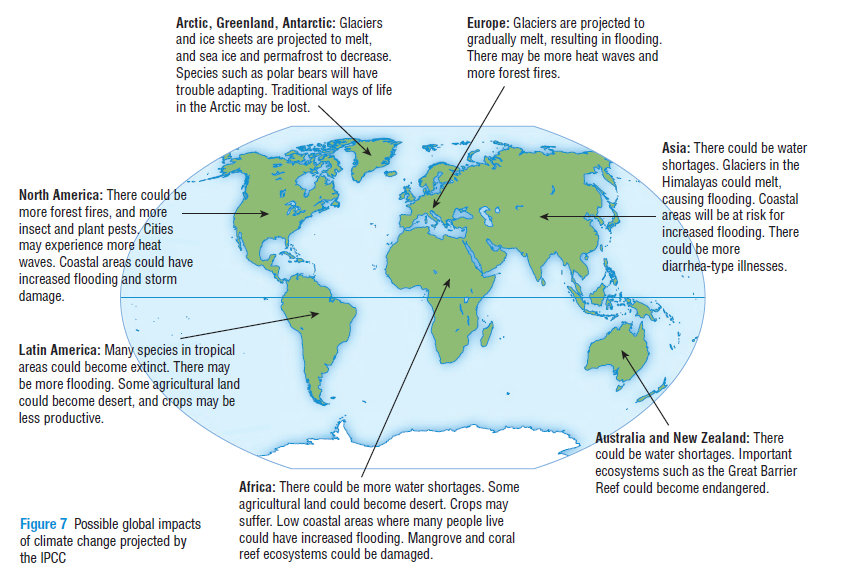 Arctic, Greenland, Antarctic: Glaciers
and ice sheets are projected to melt,
and sea ice and permafrost to decrease.
Species such as polar bears will have
trouble adapting. Traditional ways of life
in the Arctic may be lost.
Europe: Glaciers are projected to
gradually melt, resulting in flooding.
There may be more heat waves and
more forest fires.
Asia: There could be water
shortages. Glaciers in the
Himalayas could melt,
causing flooding. Coastal
areas will be at risk for
increased flooding. There
could be more
diarrhea-type illnesses.
North America: There could be
more forest fires, and more
insect and plant pests. Cities
may experience more heat
waves. Coastal areas could have
increased flooding and storm
damage.
Latin America: Many species in tropical
areas could become extinct. There may
be more flooding. Some agricultural land
could become desert, and crops may be
less productive.
Australia and New Zealand: There
could be water shortages. Important
ecosystems such as the Great Barrier
Reef could become endangered.
Africa: There could be more water shortages. Some
agricultural land could become desert. Crops may
suffer. Low coastal areas where many people live
could have increased flooding. Mangrove and coral
reef ecosystems could be damaged.
Figure 7 Possible global impacts
of climate change projected by
the IPCC